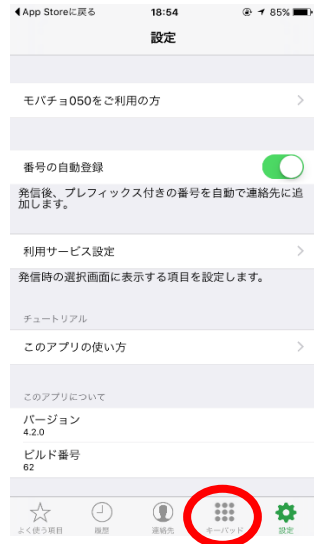 App Storeに戻る 18:54 85%
設定
モバチョ050をご利用の方
番号の自動登録
発信後、プレフィックス付きの番号を自動で連絡先に追
加します。
利用サービス設定
発信時の選択画面に表示する項目を設定します。
チュートリアル
このアプリの使い方
このアプリについて
バージョン
4.2.0
ビルド番号
62
よく使う項目 履歴 連絡先 キーパッド 設定